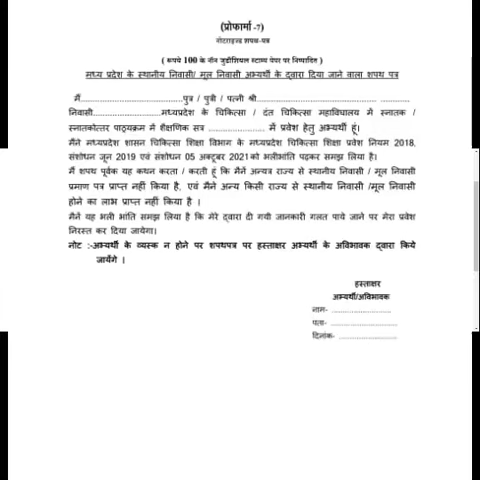 (प्रोफार्मा -7)
नोटराइज्ड शपथ-पत्र
( रूपये 100 के नॉन जुडीशियल स्टाम्प पेपर पर निष्पादित )
मध्य प्रदेश के स्थानीय निवासी/ मूल निवासी अभ्यर्थी के द्वारा दिया जाने वाला शपथ पत्र
मैं.......................................पुत्र / पुत्री / पत्नी श्री............................................ ...........
निवासी.........................मध्यप्रदेश के चिकित्सा / दंत चिकित्सा महाविद्यालय में स्नातक /
स्नातकोत्तर पाठ्यक्रम में शैक्षणिक सत्र ...................... में प्रवेश हेतु अभ्यर्थी हूं।
मैंने मध्यप्रदेश शासन चिकित्सा शिक्षा विभाग के मध्यप्रदेश चिकित्सा शिक्षा प्रवेश नियम 2018,
संशोधन जून 2019 एवं संशोधन 05 अक्टूबर 2021 को भलीभांति पढ़कर समझ लिया है।
मैं शपथ पूर्वक यह कथन करता / करती हूं कि मैनें अन्यत्र राज्य से स्थानीय निवासी/ मूल निवासी
प्रमाण पत्र प्राप्त नहीं किया है, एवं मैंने अन्य किसी राज्य से स्थानीय निवासी /मूल निवासी
होने का लाभ प्राप्त नहीं किया है ।
मैंनें यह भली भांति समझ लिया है कि मेरे द्वारा दी गयी जानकारी गलत पाये जाने पर मेरा प्रवेश
निरस्त कर दिया जायेगा।
नोट :-अभ्यर्थी के व्यस्क न होने पर शपथपत्र पर हस्ताक्षर अभ्यर्थी के अविभावक द्वारा किये
जायेंगे ।
हस्ताक्षर
अभ्यर्थी/अविभावक
नाम- ........................
पता- ..........................
दिनांक- .......................